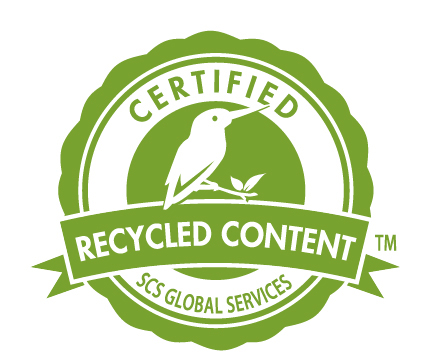 CERTIFIED
RECYCLED CONTENT ™
SCS GLOBAL SERVICES